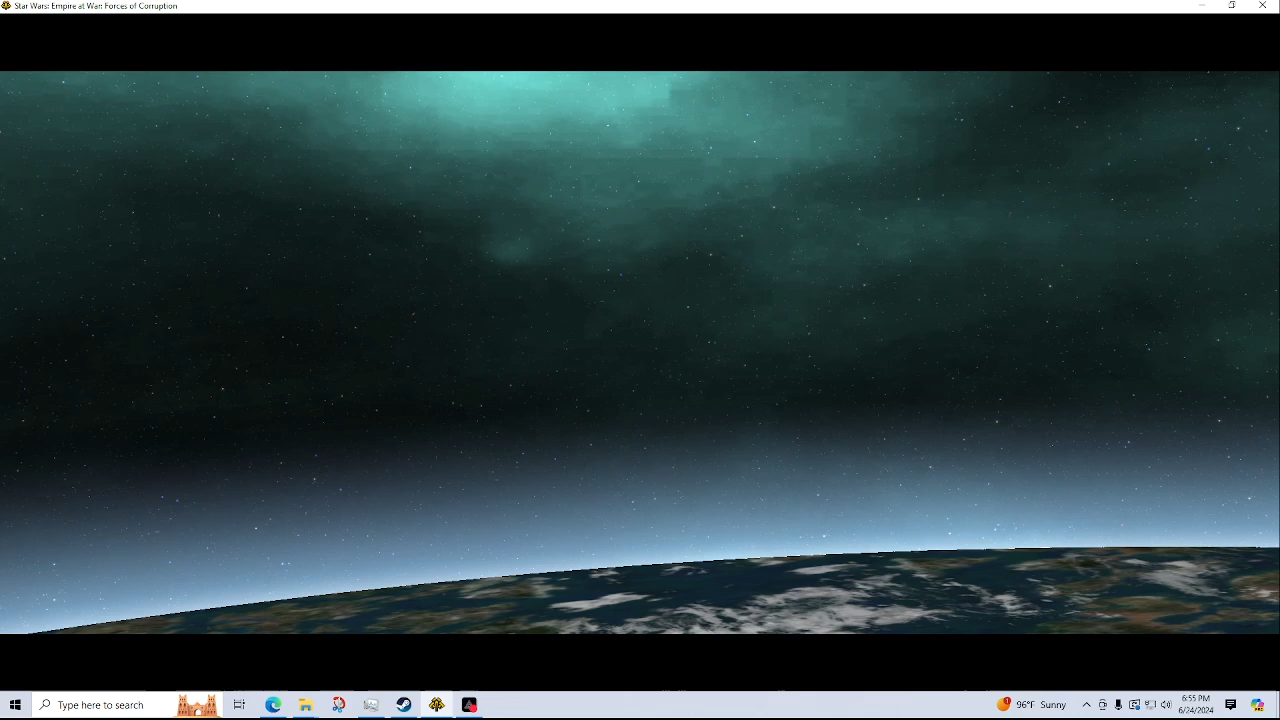 Star Wars: Empire at War: Forces of Corruption
Type here to search
96°F Sunny
6:55 PM
6/24/2024